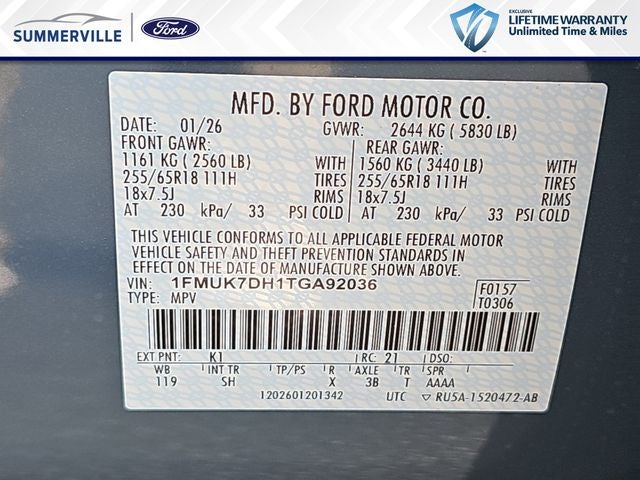 SUMMERVILLE Ford
EXCLUSIVE
LIFETIME WARRANTY
Unlimited Time & Miles
MFD. BY FORD MOTOR CO.
DATE: 01/26 GVWR: 2644 KG ( 5830 LB)
FRONT GAWR: REAR GAWR:
1161 KG ( 2560 LB) WITH 1560 KG ( 3440 LB) WITH
255/65R18 111H TIRES 255/65R18 111H TIRES
18x7.5J RIMS 18x7.5J RIMS
AT 230 kPa/ 33 PSI COLD AT 230 kPa/ 33 PSI COLD
THIS VEHICLE CONFORMS TO ALL APPLICABLE FEDERAL MOTOR
VEHICLE SAFETY AND THEFT PREVENTION STANDARDS IN
EFFECT ON THE DATE OF MANUFACTURE SHOWN ABOVE.
VIN: 1FMUK7DH1TGA92036 F0157
TYPE: MPV T0306
EXT PNT: K1 RC: 21 DSO:
WB INT TR TP/PS R AXLE TR SPR
119 SH X 3B T AAAA
1202601201342 UTC ▽ RU5A-1520472-AB